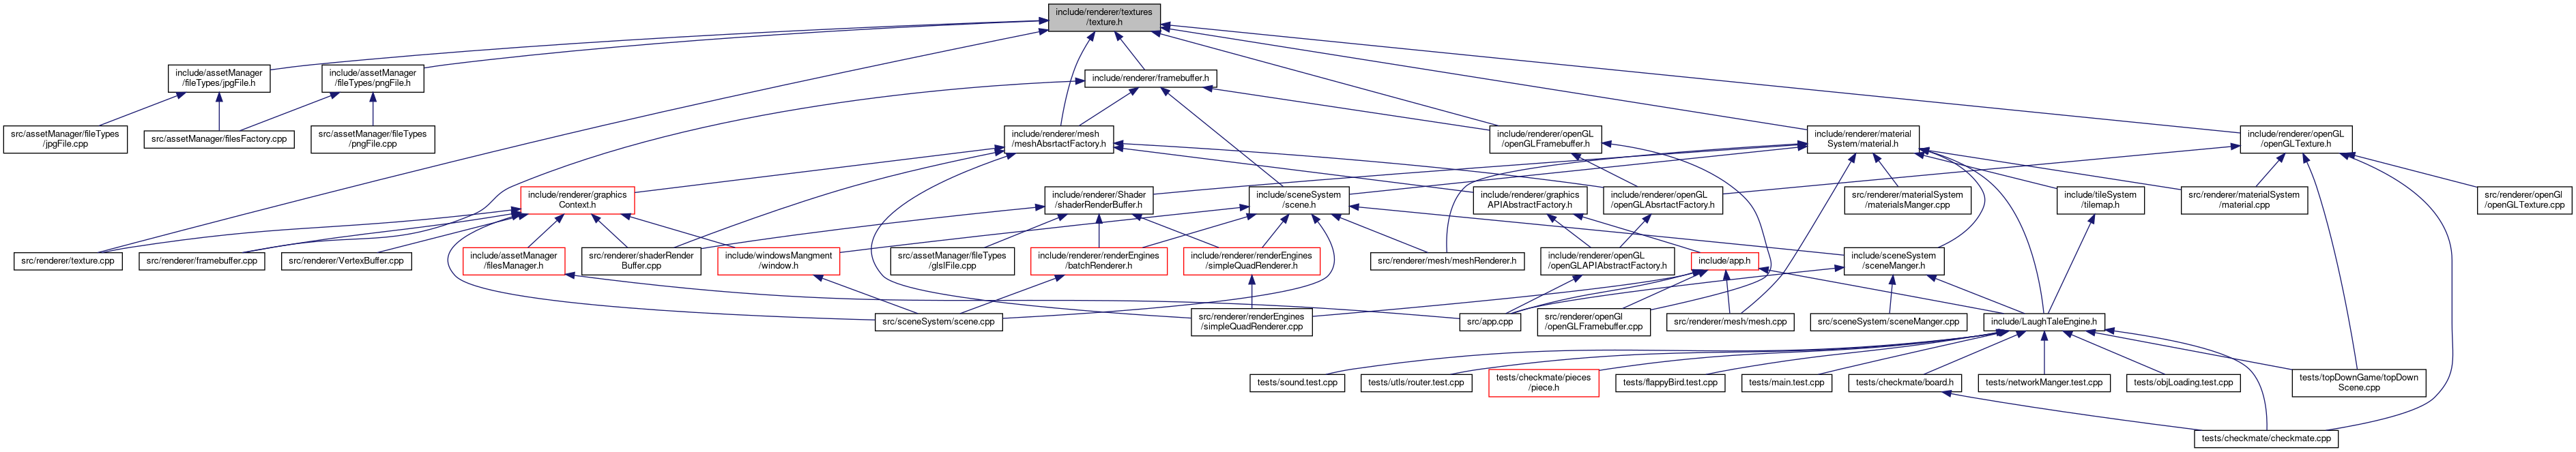 include/renderer/textures
/texture.h
include/assetManager
/fileTypes/jpgFile.h
include/assetManager
/fileTypes/pngFile.h
include/renderer/framebuffer.h
src/assetManager/fileTypes
/jpgFile.cpp
src/assetManager/filesFactory.cpp
src/assetManager/fileTypes
/pngFile.cpp
include/renderer/mesh
/meshAbsrtactFactory.h
include/renderer/openGL
/openGLFramebuffer.h
include/renderer/material
System/material.h
include/renderer/openGL
/openGLTexture.h
include/renderer/graphics
Context.h
include/renderer/Shader
/shaderRenderBuffer.h
include/sceneSystem
/scene.h
include/renderer/graphics
APIAbstractFactory.h
include/renderer/openGL
/openGLAbsrtactFactory.h
src/renderer/materialSystem
/materialsManger.cpp
include/tileSystem
/tilemap.h
src/renderer/materialSystem
/material.cpp
src/renderer/openGl
/openGLTexture.cpp
src/renderer/texture.cpp
src/renderer/framebuffer.cpp
src/renderer/VertexBuffer.cpp
include/assetManager
/filesManager.h
src/renderer/shaderRender
Buffer.cpp
include/windowsMangment
/window.h
src/assetManager/fileTypes
/glslFile.cpp
include/renderer/renderEngines
/batchRenderer.h
include/renderer/renderEngines
/simpleQuadRenderer.h
src/renderer/mesh/meshRenderer.h
include/renderer/openGL
/openGLAPIAbstractFactory.h
include/app.h
include/sceneSystem
/sceneManger.h
src/sceneSystem/scene.cpp
src/renderer/renderEngines
/simpleQuadRenderer.cpp
src/app.cpp
src/renderer/openGl
/openGLFramebuffer.cpp
src/renderer/mesh/mesh.cpp
src/sceneSystem/sceneManger.cpp
include/LaughTaleEngine.h
tests/sound.test.cpp
tests/utls/router.test.cpp
tests/checkmate/pieces
/piece.h
tests/flappyBird.test.cpp
tests/main.test.cpp
tests/checkmate/board.h
tests/networkManger.test.cpp
tests/objLoading.test.cpp
tests/topDownGame/topDown
Scene.cpp
tests/checkmate/checkmate.cpp